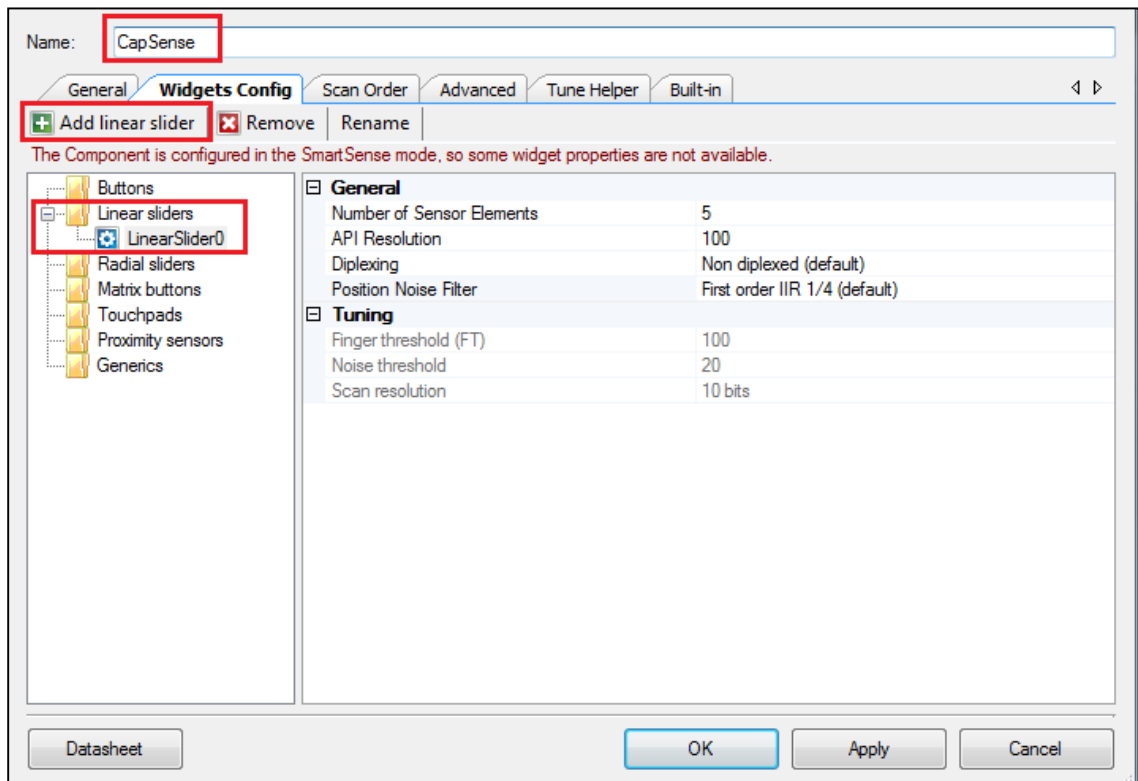 Name: CapSense
General Widgets Config Scan Order Advanced Tune Helper Built-in
Add linear slider Remove Rename
The Component is configured in the SmartSense mode, so some widget properties are not available.
Buttons
Linear sliders
LinearSlider0
Radial sliders
Matrix buttons
Touchpads
Proximity sensors
Generics
General
Number of Sensor Elements 5
API Resolution 100
Diplexing Non diplexed (default)
Position Noise Filter First order IIR 1/4 (default)
Tuning
Finger threshold (FT) 100
Noise threshold 20
Scan resolution 10 bits
Datasheet OK Apply Cancel